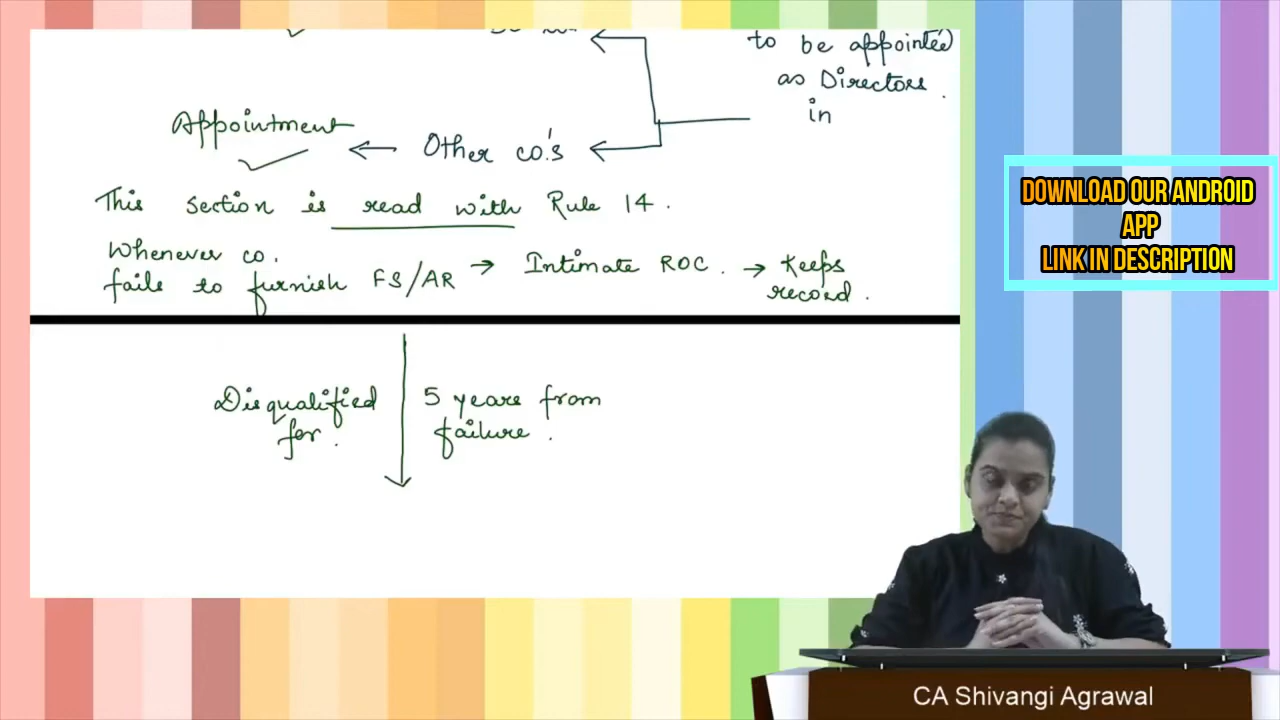 to be appointed
as Directors.
in
Appointment
Other co.'s
This section is read with Rule 14.
Whenever co.
fails to furnish FS/AR → Intimate ROC. → Keeps
record.
Disqualified
for.
5 years from
failure.
DOWNLOAD OUR ANDROID
APP
LINK IN DESCRIPTION
CA Shivangi Agrawal